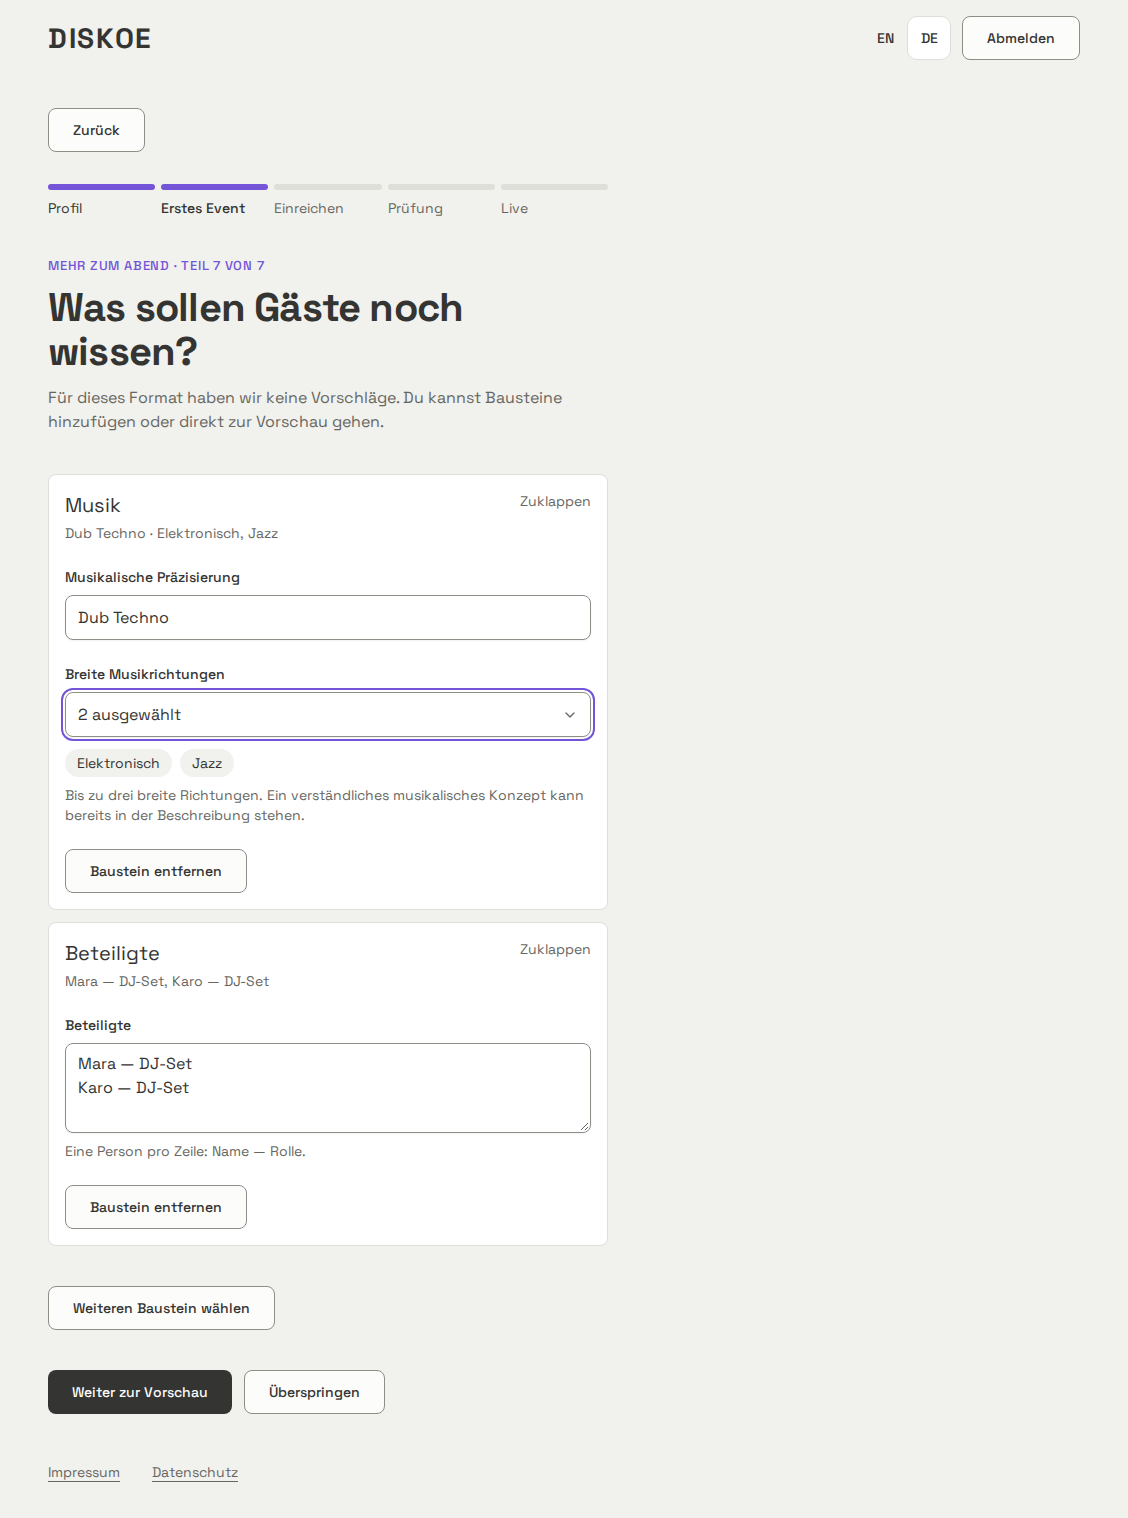 DISKOE
EN
DE
Abmelden
Zurück
Profil
Erstes Event
Einreichen
Prüfung
Live
MEHR ZUM ABEND · TEIL 7 VON 7
Was sollen Gäste noch
wissen?
Für dieses Format haben wir keine Vorschläge. Du kannst Bausteine
hinzufügen oder direkt zur Vorschau gehen.
Musik
Zuklappen
Dub Techno · Elektronisch, Jazz
Musikalische Präzisierung
Dub Techno
Breite Musikrichtungen
2 ausgewählt
Elektronisch
Jazz
Bis zu drei breite Richtungen. Ein verständliches musikalisches Konzept kann
bereits in der Beschreibung stehen.
Baustein entfernen
Beteiligte
Zuklappen
Mara — DJ-Set, Karo — DJ-Set
Beteiligte
Mara — DJ-Set
Karo — DJ-Set
Eine Person pro Zeile: Name — Rolle.
Baustein entfernen
Weiteren Baustein wählen
Weiter zur Vorschau
Überspringen
Impressum
Datenschutz